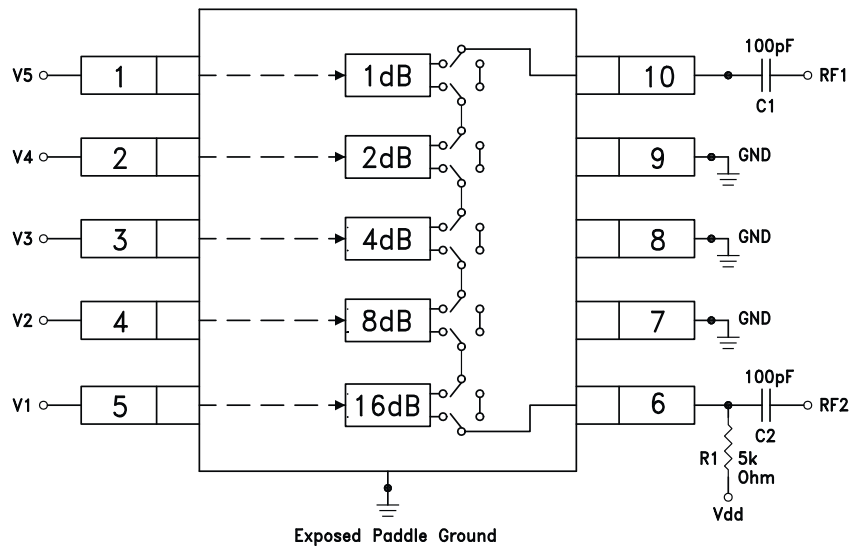 100pF
V5 1 1dB 10 RF1
C1
V4 2 2dB 9 GND
V3 3 4dB 8 GND
V2 4 8dB 7 GND
100pF
V1 5 16dB 6 RF2
C2
R1 5k
Ohm
Vdd
Exposed Paddle Ground